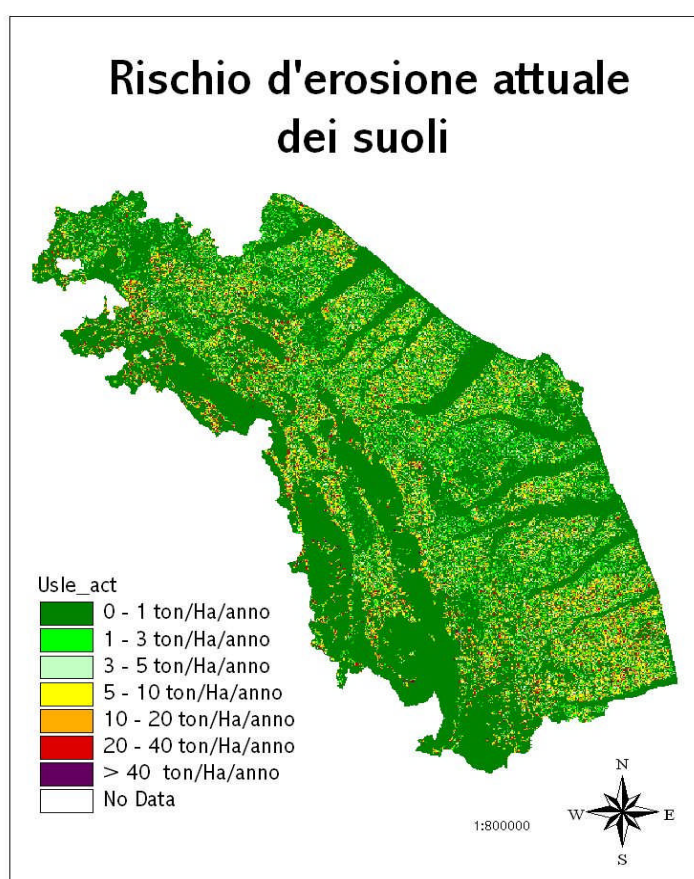 Rischio d'erosione attuale
dei suoli
Usle_act
0 - 1 ton/Ha/anno
1 - 3 ton/Ha/anno
3 - 5 ton/Ha/anno
5 - 10 ton/Ha/anno
10 - 20 ton/Ha/anno
20 - 40 ton/Ha/anno
> 40 ton/Ha/anno
No Data
1:800000
N
W E
S